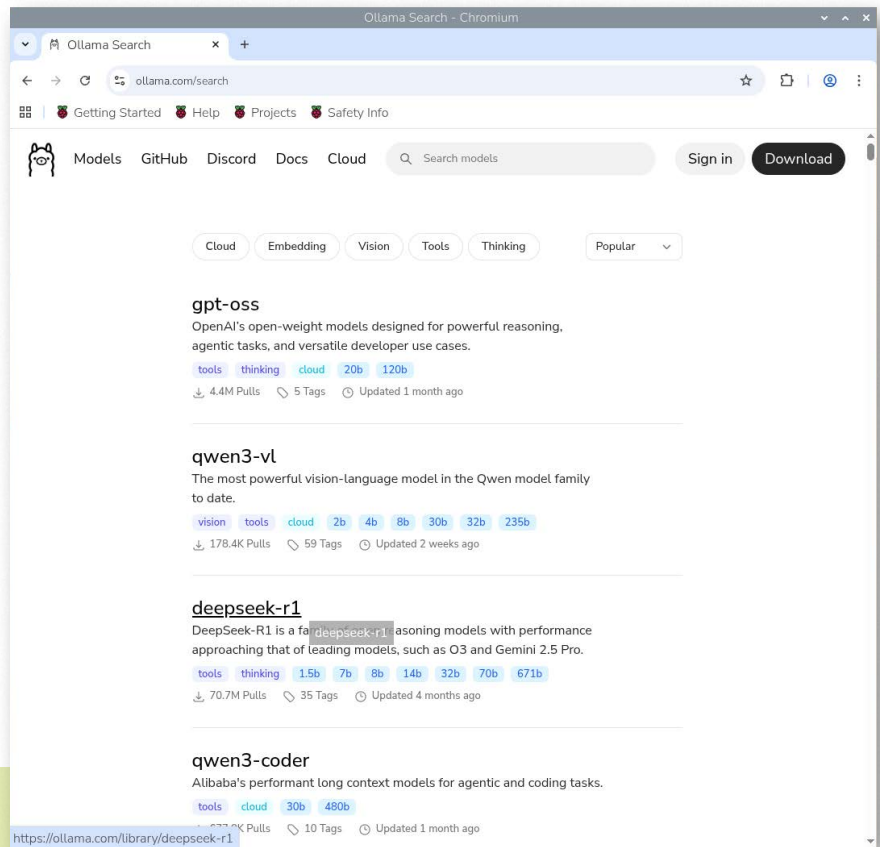 Ollama Search - Chromium
Ollama Search
ollama.com/search
Getting Started Help Projects Safety Info
Models GitHub Discord Docs Cloud Search models Sign in Download
Cloud Embedding Vision Tools Thinking Popular
gpt-oss
OpenAI's open-weight models designed for powerful reasoning,
agentic tasks, and versatile developer use cases.
tools thinking cloud 20b 120b
4.4M Pulls 5 Tags Updated 1 month ago
qwen3-vl
The most powerful vision-language model in the Qwen model family
to date.
vision tools cloud 2b 4b 8b 30b 32b 235b
178.4K Pulls 59 Tags Updated 2 weeks ago
deepseek-r1
DeepSeek-R1 is a models with performance
deepseek-r1
approaching that of leading models, such as O3 and Gemini 2.5 Pro.
tools thinking 1.5b 7b 8b 14b 32b 70b 671b
70.7M Pulls 35 Tags Updated 4 months ago
qwen3-coder
Alibaba's performant long context models for agentic and coding tasks.
tools cloud 30b 480b
Pulls 10 Tags Updated 1 month ago
https://ollama.com/library/deepseek-r1